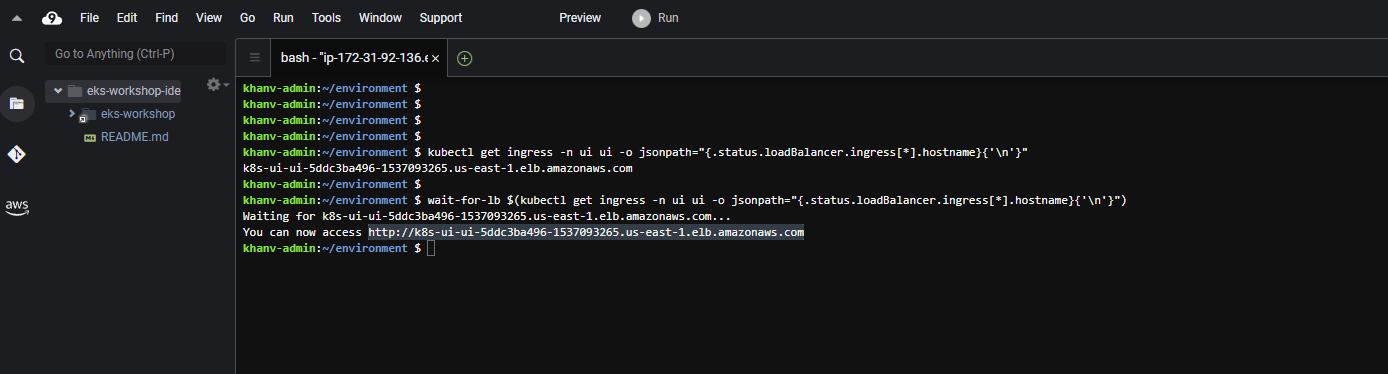 File Edit Find View Go Run Tools Window Support Preview Run
Go to Anything (Ctrl-P)
bash - "ip-172-31-92-136.e
eks-workshop-ide
eks-workshop
README.md
aws
khanv-admin:~/environment $
khanv-admin:~/environment $
khanv-admin:~/environment $
khanv-admin:~/environment $
khanv-admin:~/environment $ kubectl get ingress -n ui ui -o jsonpath="{.status.loadBalancer.ingress[*].hostname}{'\n'}"
k8s-ui-ui-5ddc3ba496-1537093265.us-east-1.elb.amazonaws.com
khanv-admin:~/environment $
khanv-admin:~/environment $ wait-for-lb $(kubectl get ingress -n ui ui -o jsonpath="{.status.loadBalancer.ingress[*].hostname}{'\n'}")
Waiting for k8s-ui-ui-5ddc3ba496-1537093265.us-east-1.elb.amazonaws.com...
You can now access http://k8s-ui-ui-5ddc3ba496-1537093265.us-east-1.elb.amazonaws.com
khanv-admin:~/environment $